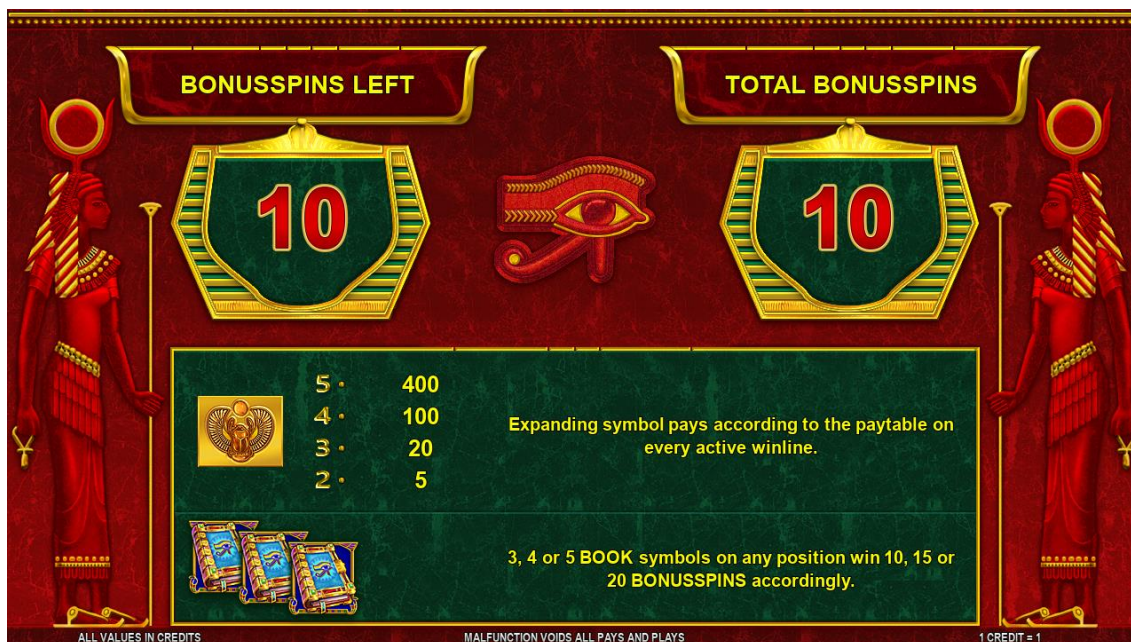 BONUSSPINS LEFT
TOTAL BONUSSPINS
10
10
5 · 400
4 · 100
3 · 20
2 · 5
Expanding symbol pays according to the paytable on
every active winline.
3, 4 or 5 BOOK symbols on any position win 10, 15 or
20 BONUSSPINS accordingly.
ALL VALUES IN CREDITS
MALFUNCTION VOIDS ALL PAYS AND PLAYS
1 CREDIT = 1